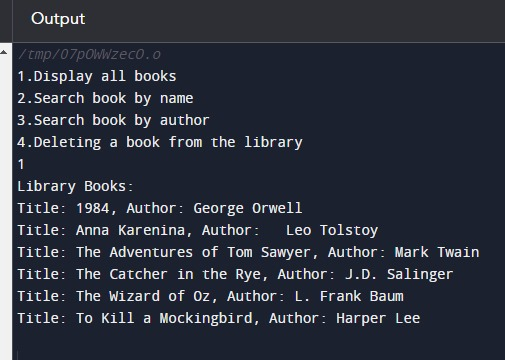 Output
/tmp/O7pOWWzecO.o
1.Display all books
2.Search book by name
3.Search book by author
4.Deleting a book from the library
1
Library Books:
Title: 1984, Author: George Orwell
Title: Anna Karenina, Author:   Leo Tolstoy
Title: The Adventures of Tom Sawyer, Author: Mark Twain
Title: The Catcher in the Rye, Author: J.D. Salinger
Title: The Wizard of Oz, Author: L. Frank Baum
Title: To Kill a Mockingbird, Author: Harper Lee